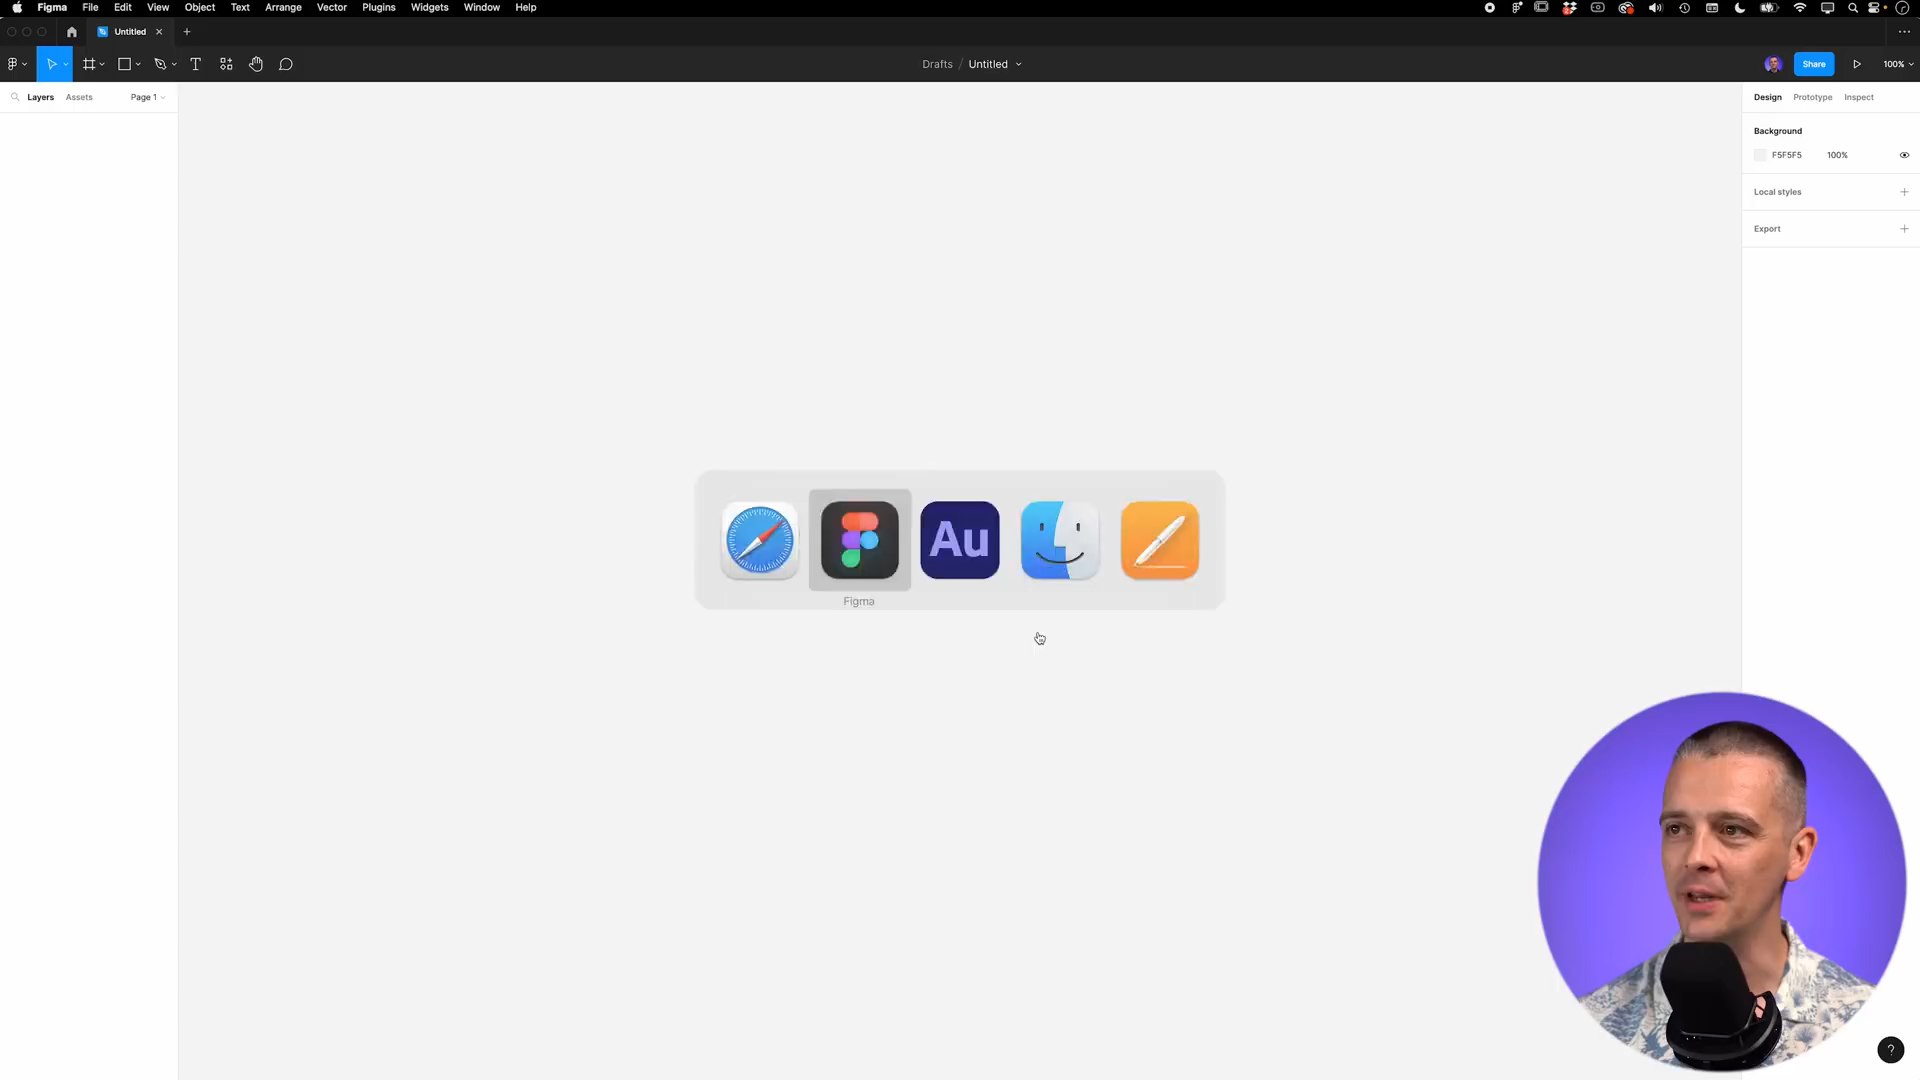 Figma File Edit View Object Text Arrange Vector Plugins Widgets Window Help
Untitled
Drafts / Untitled
Share
100%
Layers Assets Page 1
Design Prototype Inspect
Background
F5F5F5 100%
Local styles
Export
Au
Figma
?